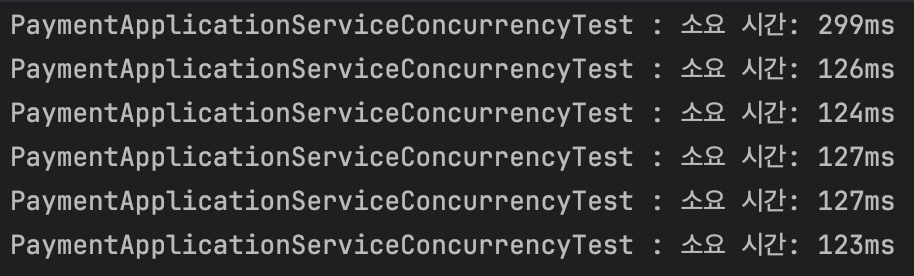 PaymentApplicationServiceConcurrencyTest : 소요 시간: 299ms
PaymentApplicationServiceConcurrencyTest : 소요 시간: 126ms
PaymentApplicationServiceConcurrencyTest : 소요 시간: 124ms
PaymentApplicationServiceConcurrencyTest : 소요 시간: 127ms
PaymentApplicationServiceConcurrencyTest : 소요 시간: 127ms
PaymentApplicationServiceConcurrencyTest : 소요 시간: 123ms